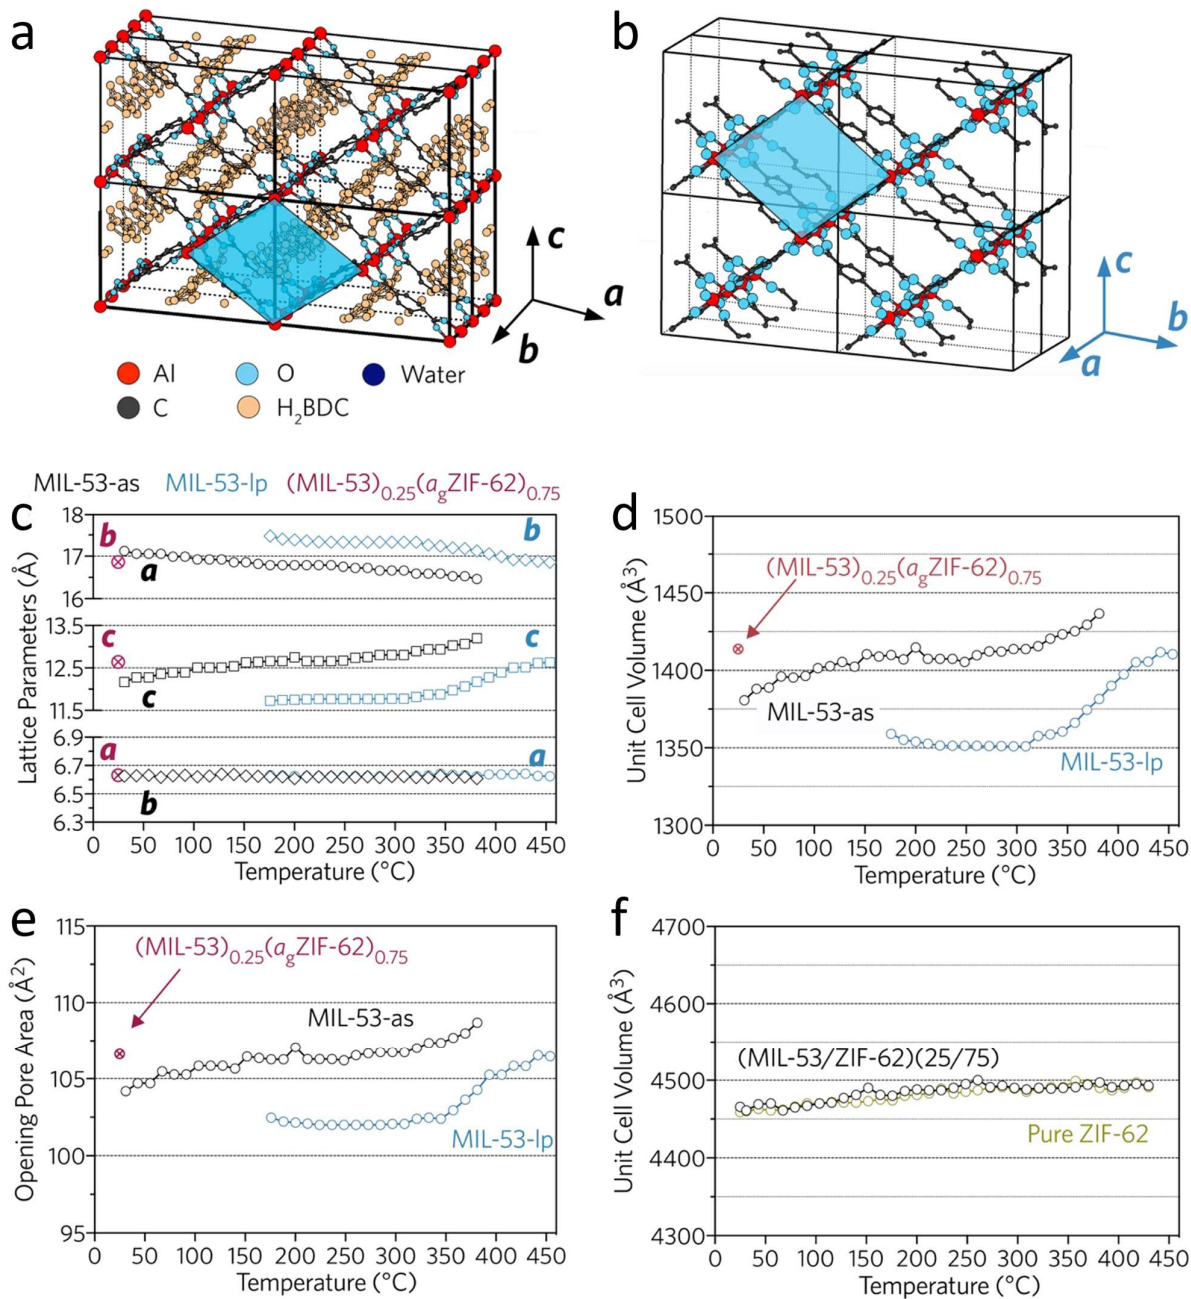 a
b
c
a
b
c
b
a
Al
O
Water
C
H₂BDC
MIL-53-as MIL-53-lp (MIL-53)₀.₂₅(a_gZIF-62)₀.₇₅
c
Lattice Parameters (Å)
18
17
16
13.5
12.5
11.5
6.9
6.7
6.5
6.3
b
a
b
c
c
c
a
a
b
0 50 100 150 200 250 300 350 400 450
Temperature (°C)
d
Unit Cell Volume (Å³)
1500
1450
1400
1350
1300
(MIL-53)₀.₂₅(a_gZIF-62)₀.₇₅
MIL-53-as
MIL-53-lp
0 50 100 150 200 250 300 350 400 450
Temperature (°C)
e
Opening Pore Area (Å²)
115
110
105
100
95
(MIL-53)₀.₂₅(a_gZIF-62)₀.₇₅
MIL-53-as
MIL-53-lp
0 50 100 150 200 250 300 350 400 450
Temperature (°C)
f
Unit Cell Volume (Å³)
4700
4600
4500
4400
4300
(MIL-53/ZIF-62)(25/75)
Pure ZIF-62
0 50 100 150 200 250 300 350 400 450
Temperature (°C)